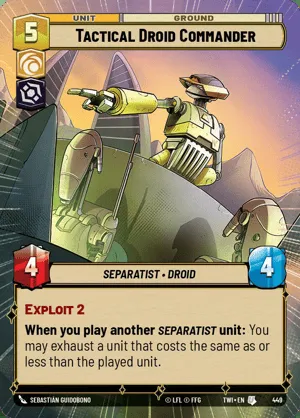 UNIT GROUND
5 TACTICAL DROID COMMANDER
4 SEPARATIST • DROID 4
EXPLOIT 2
When you play another SEPARATIST unit: You
may exhaust a unit that costs the same as or
less than the played unit.
SEBASTIÁN GUIDOBONO © LFL © FFG TWI • EN 449